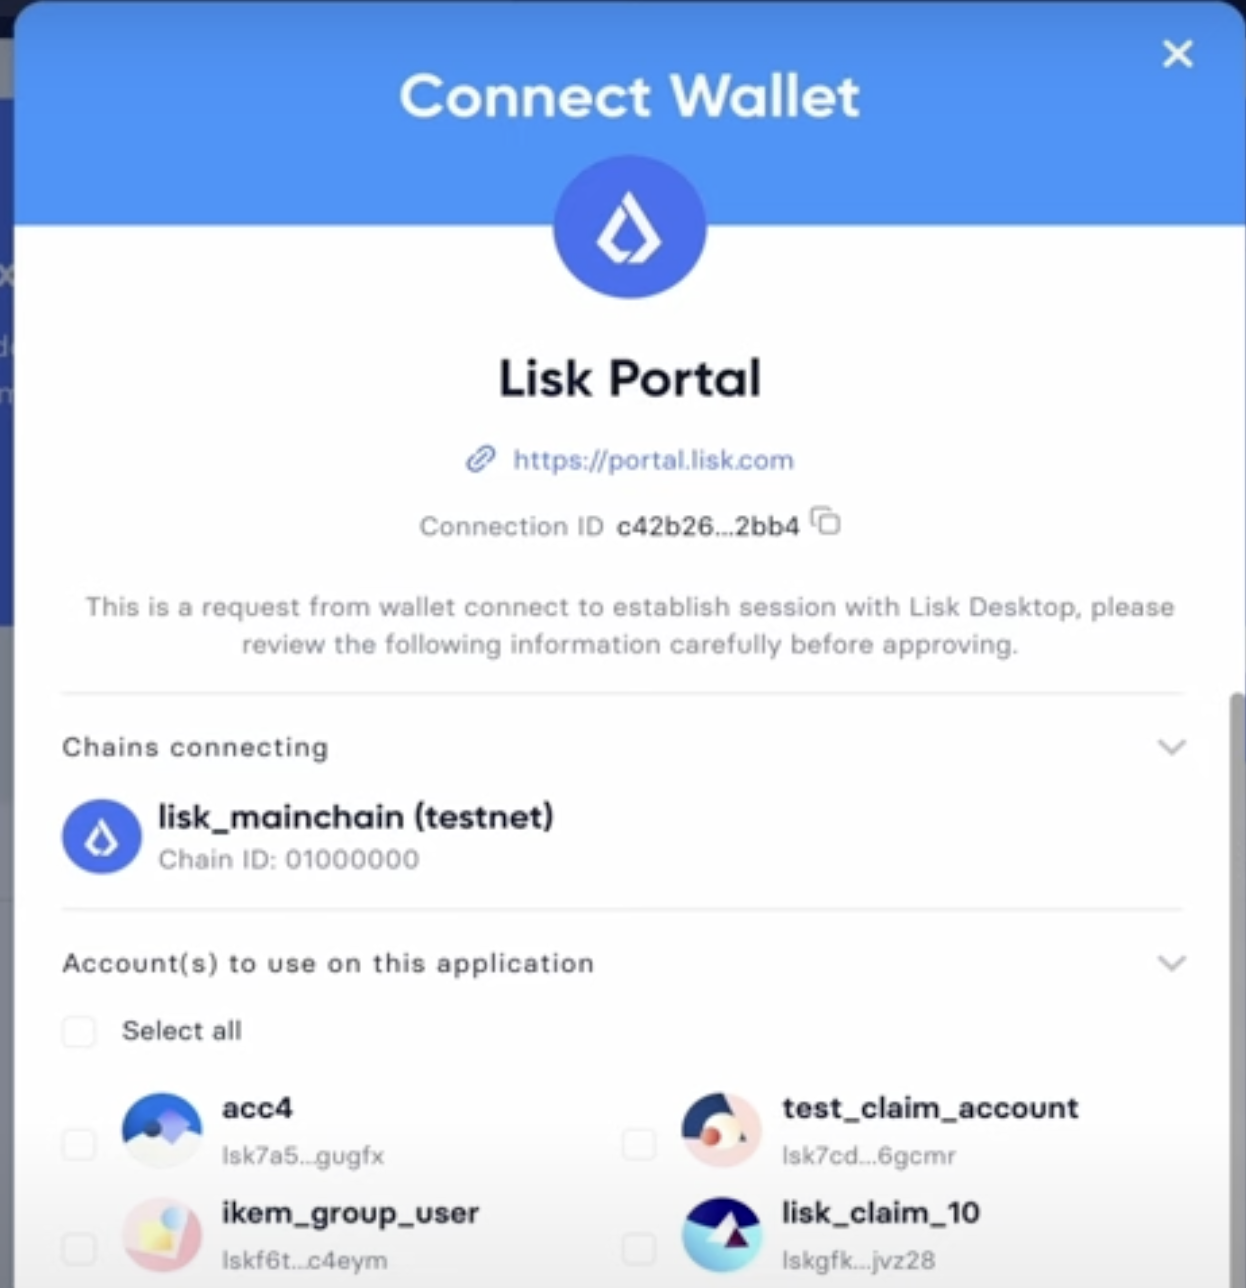 Connect Wallet
Lisk Portal
https://portal.lisk.com
Connection ID c42b26...2bb4
This is a request from wallet connect to establish session with Lisk Desktop, please
review the following information carefully before approving.
Chains connecting
lisk_mainchain (testnet)
Chain ID: 01000000
Account(s) to use on this application
Select all
acc4
lsk7a5...gugfx
test_claim_account
lsk7cd...6gcmr
ikem_group_user
lskf6t...c4eym
lisk_claim_10
lskgfk...jvz28